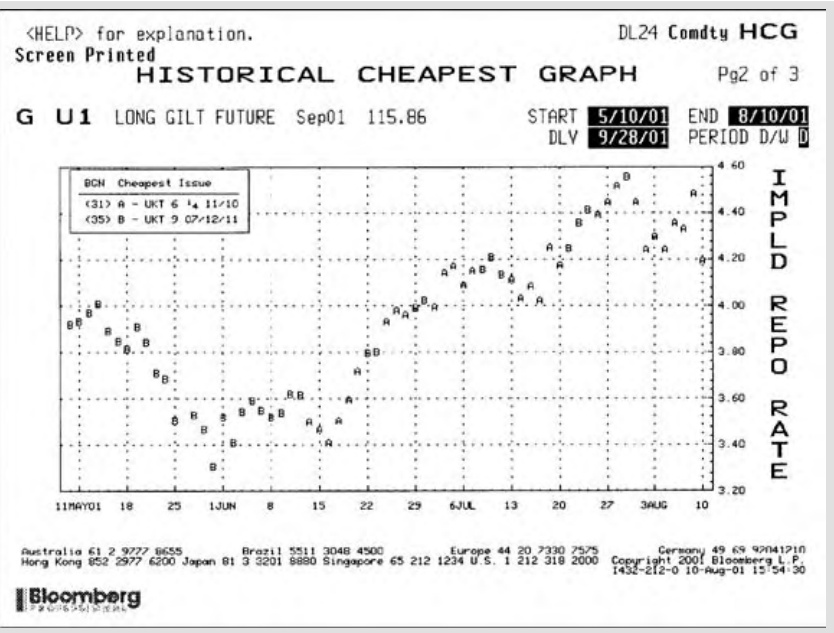 <HELP> for explanation. DL24 Comdty HCG
Screen Printed
HISTORICAL CHEAPEST GRAPH Pg2 of 3
G U1 LONG GILT FUTURE Sep01 115.86 START 5/10/01 END 8/10/01
DLV 9/28/01 PERIOD D/W D
BGN Cheapest Issue
<31> A - UKT 6 ¼ 11/10
<35> B - UKT 9 07/12/11
4.60
4.40
4.20
4.00
3.80
3.60
3.40
3.20
IMPLD REPO RATE
11MAY01 18 25 1JUN 8 15 22 29 6JUL 13 20 27 3AUG 10
Australia 61 2 9777 8655 Brazil 5511 3048 4500 Europe 44 20 7330 7575 Germany 49 69 92041210
Hong Kong 852 2977 6200 Japan 81 3 3201 8880 Singapore 65 212 1234 U.S. 1 212 318 2000 Copyright 2001 Bloomberg L.P.
I432-212-0 10-Aug-01 15:54:30
Bloomberg
PROFESSIONAL